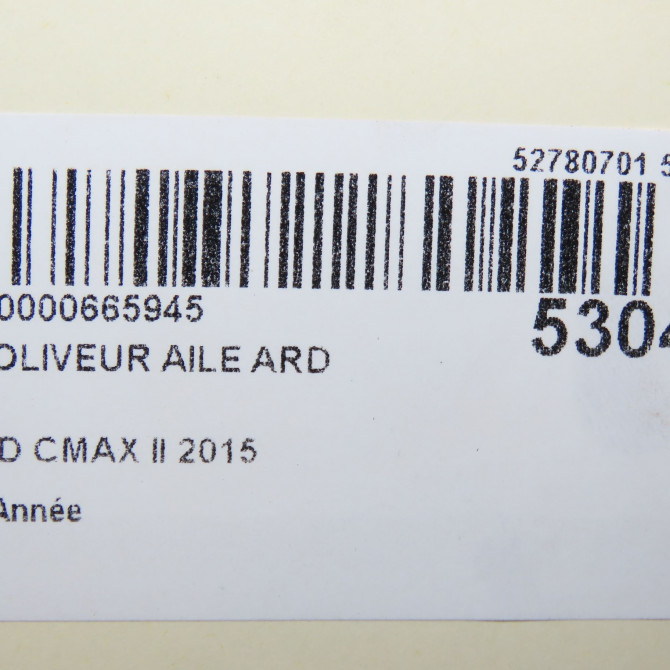 52780701 5
0000665945
5304
OLIVEUR AILE ARD
D CMAX II 2015
Année